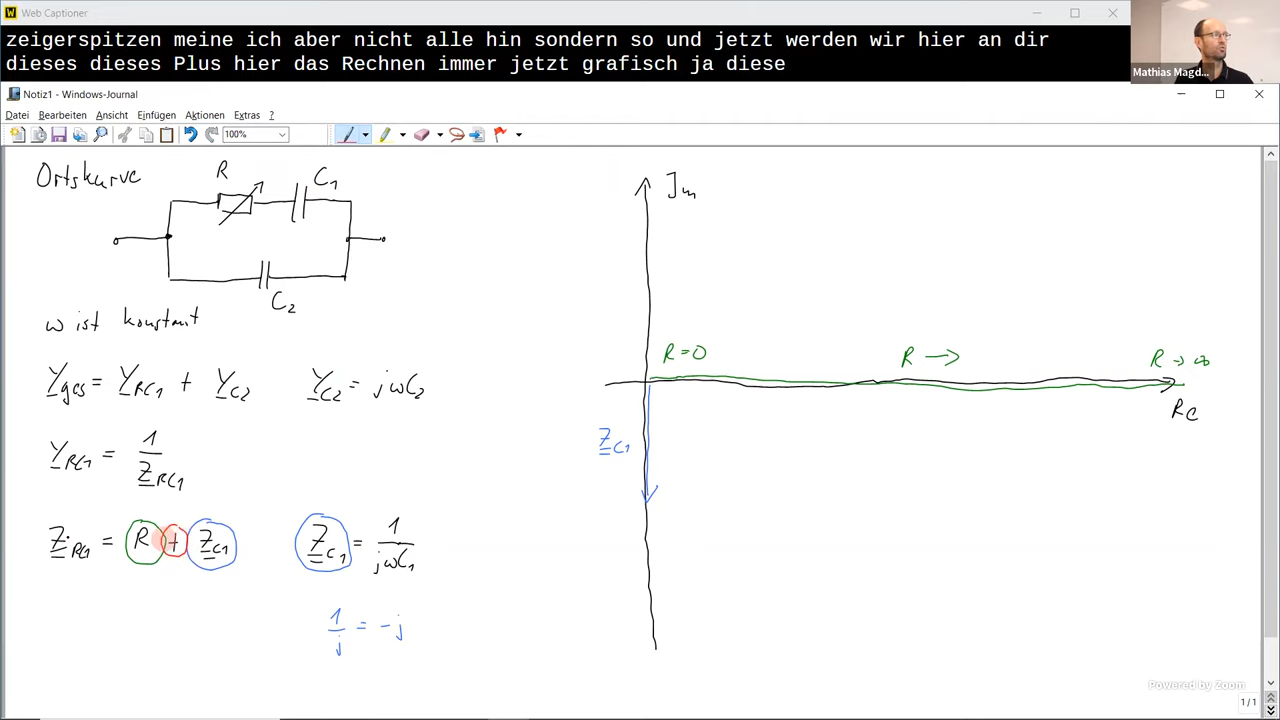 Web Captioner
zeigerspitzen meine ich aber nicht alle hin sondern so und jetzt werden wir hier an dir
dieses dieses Plus hier das Rechnen immer jetzt grafisch ja diese
Mathias Magd...
Notiz1 - Windows-Journal
Datei Bearbeiten Ansicht Einfügen Aktionen Extras ?
100%
Ortskurve
R
C1
C2
ω ist konstant
Yges = YRC1 + YC2 YC2 = jωC2
YRC1 = 1/ZRC1
ZRC1 = R + ZC1 ZC1 = 1/jωC1
1/j = -j
Im
R=0 R → R → ∞
Re
ZC1
Powered by Zoom
1/1